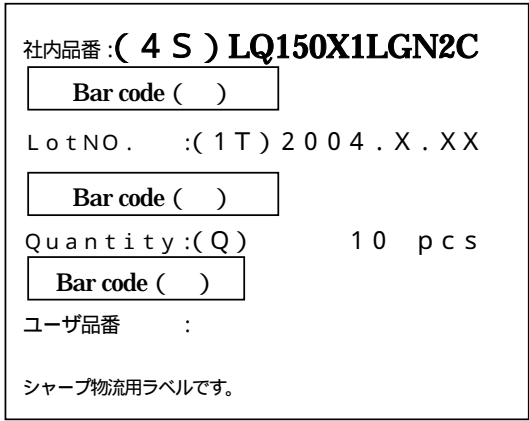 社内品番:(４Ｓ)LQ150X1LGN2C
Bar code (　)
ＬｏｔＮＯ．　:(１Ｔ)２００４．Ｘ．ＸＸ
Bar code (　)
Ｑｕａｎｔｉｔｙ:(Ｑ)　１０　ｐｃｓ
Bar code (　)
ユーザ品番　:
シャープ物流用ラベルです。